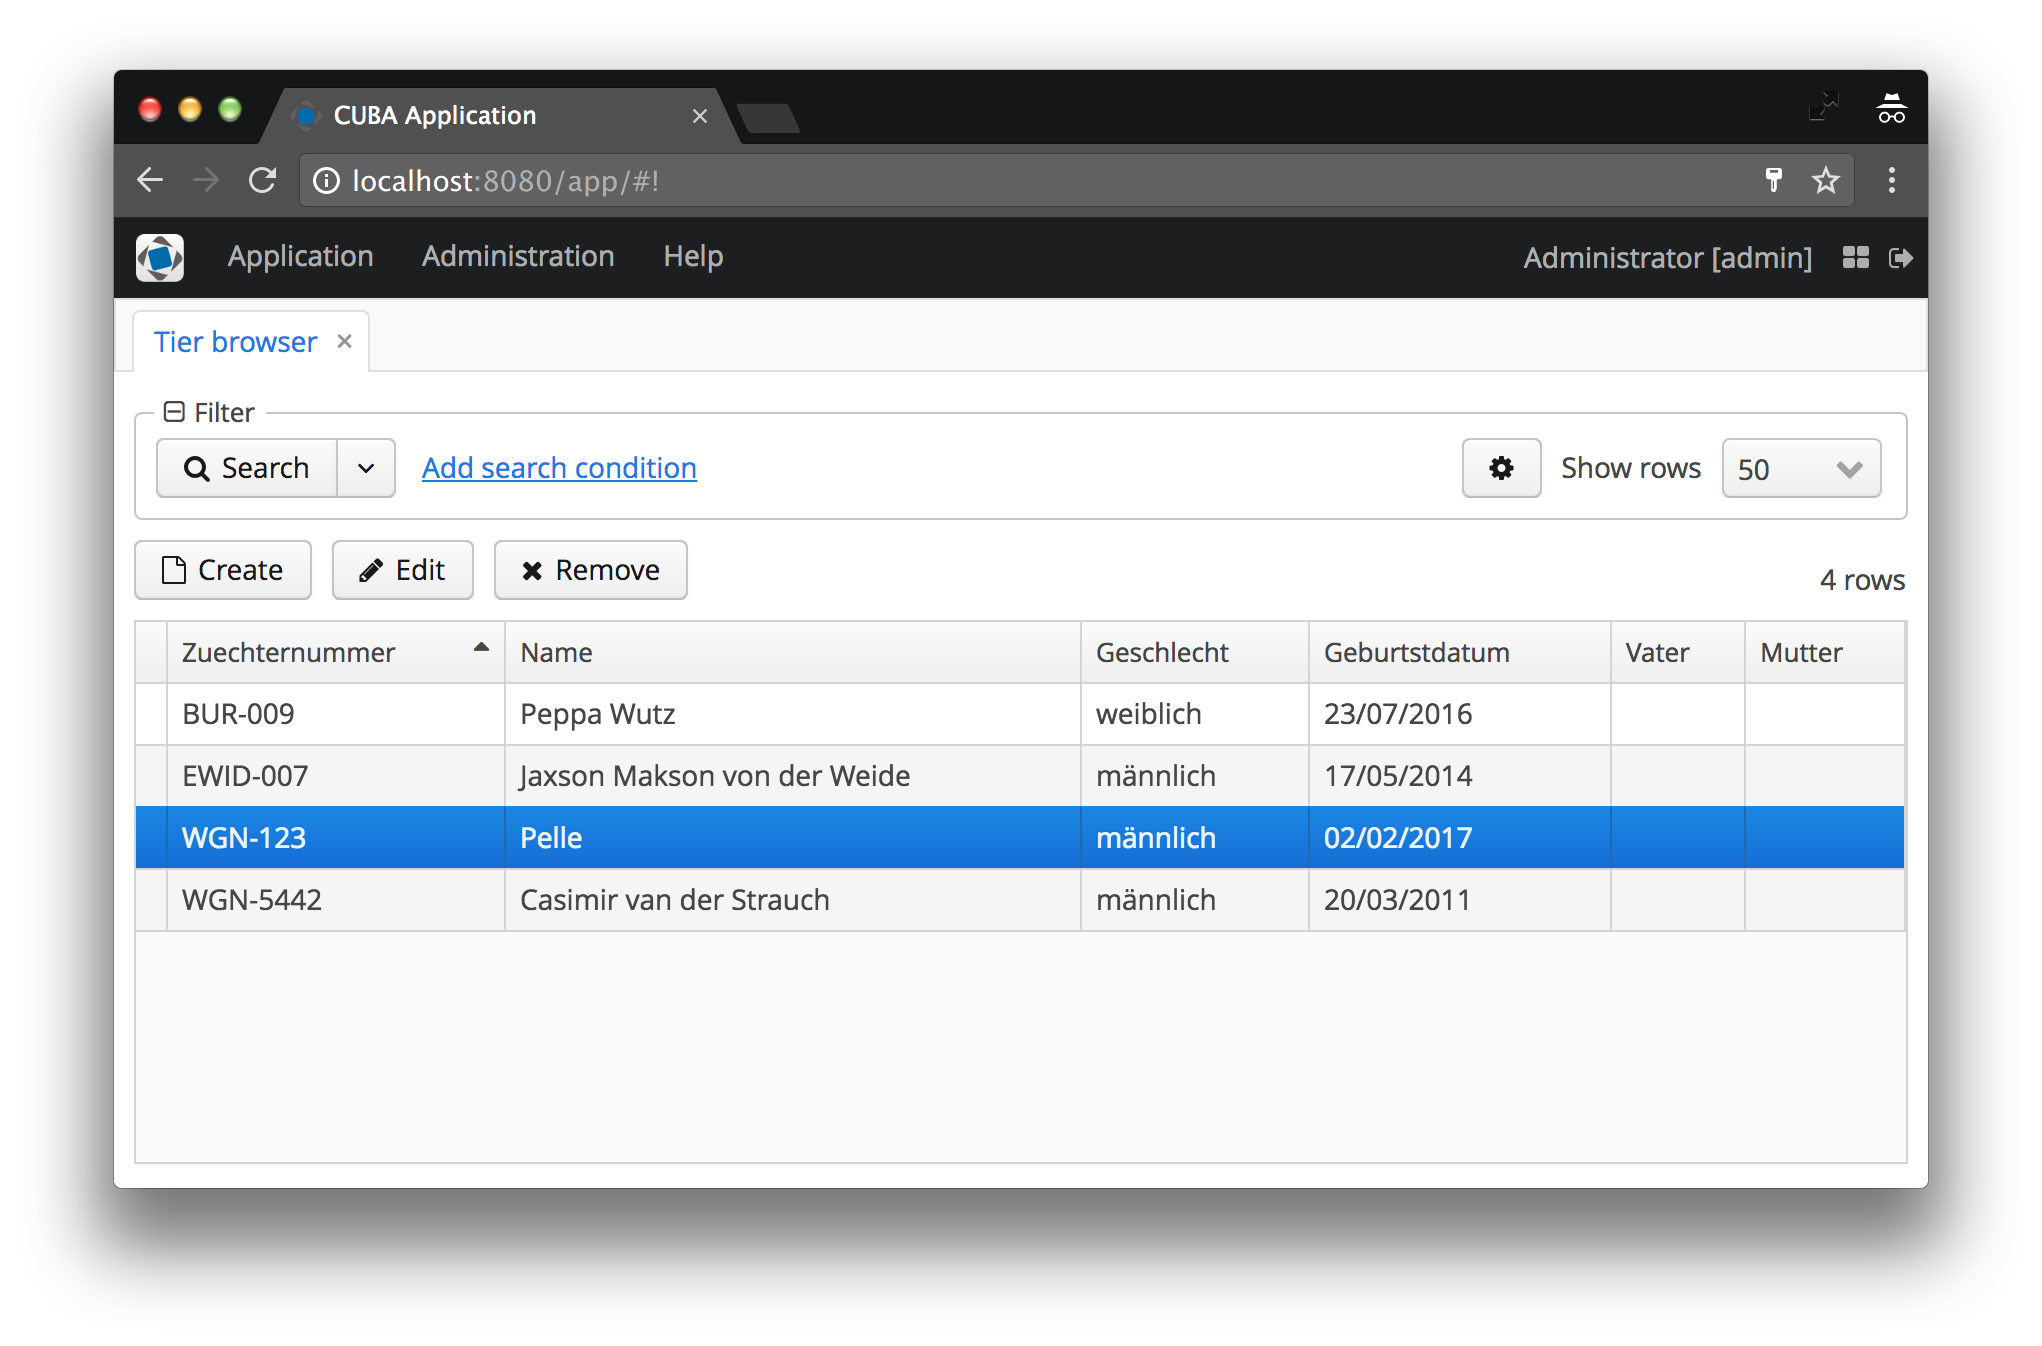 CUBA Application
localhost:8080/app/#!
Application Administration Help Administrator [admin]
Tier browser
Filter
Search Add search condition Show rows 50
Create Edit Remove 4 rows
Zuechternummer Name Geschlecht Geburtstdatum Vater Mutter
BUR-009 Peppa Wutz weiblich 23/07/2016
EWID-007 Jaxson Makson von der Weide männlich 17/05/2014
WGN-123 Pelle männlich 02/02/2017
WGN-5442 Casimir van der Strauch männlich 20/03/2011